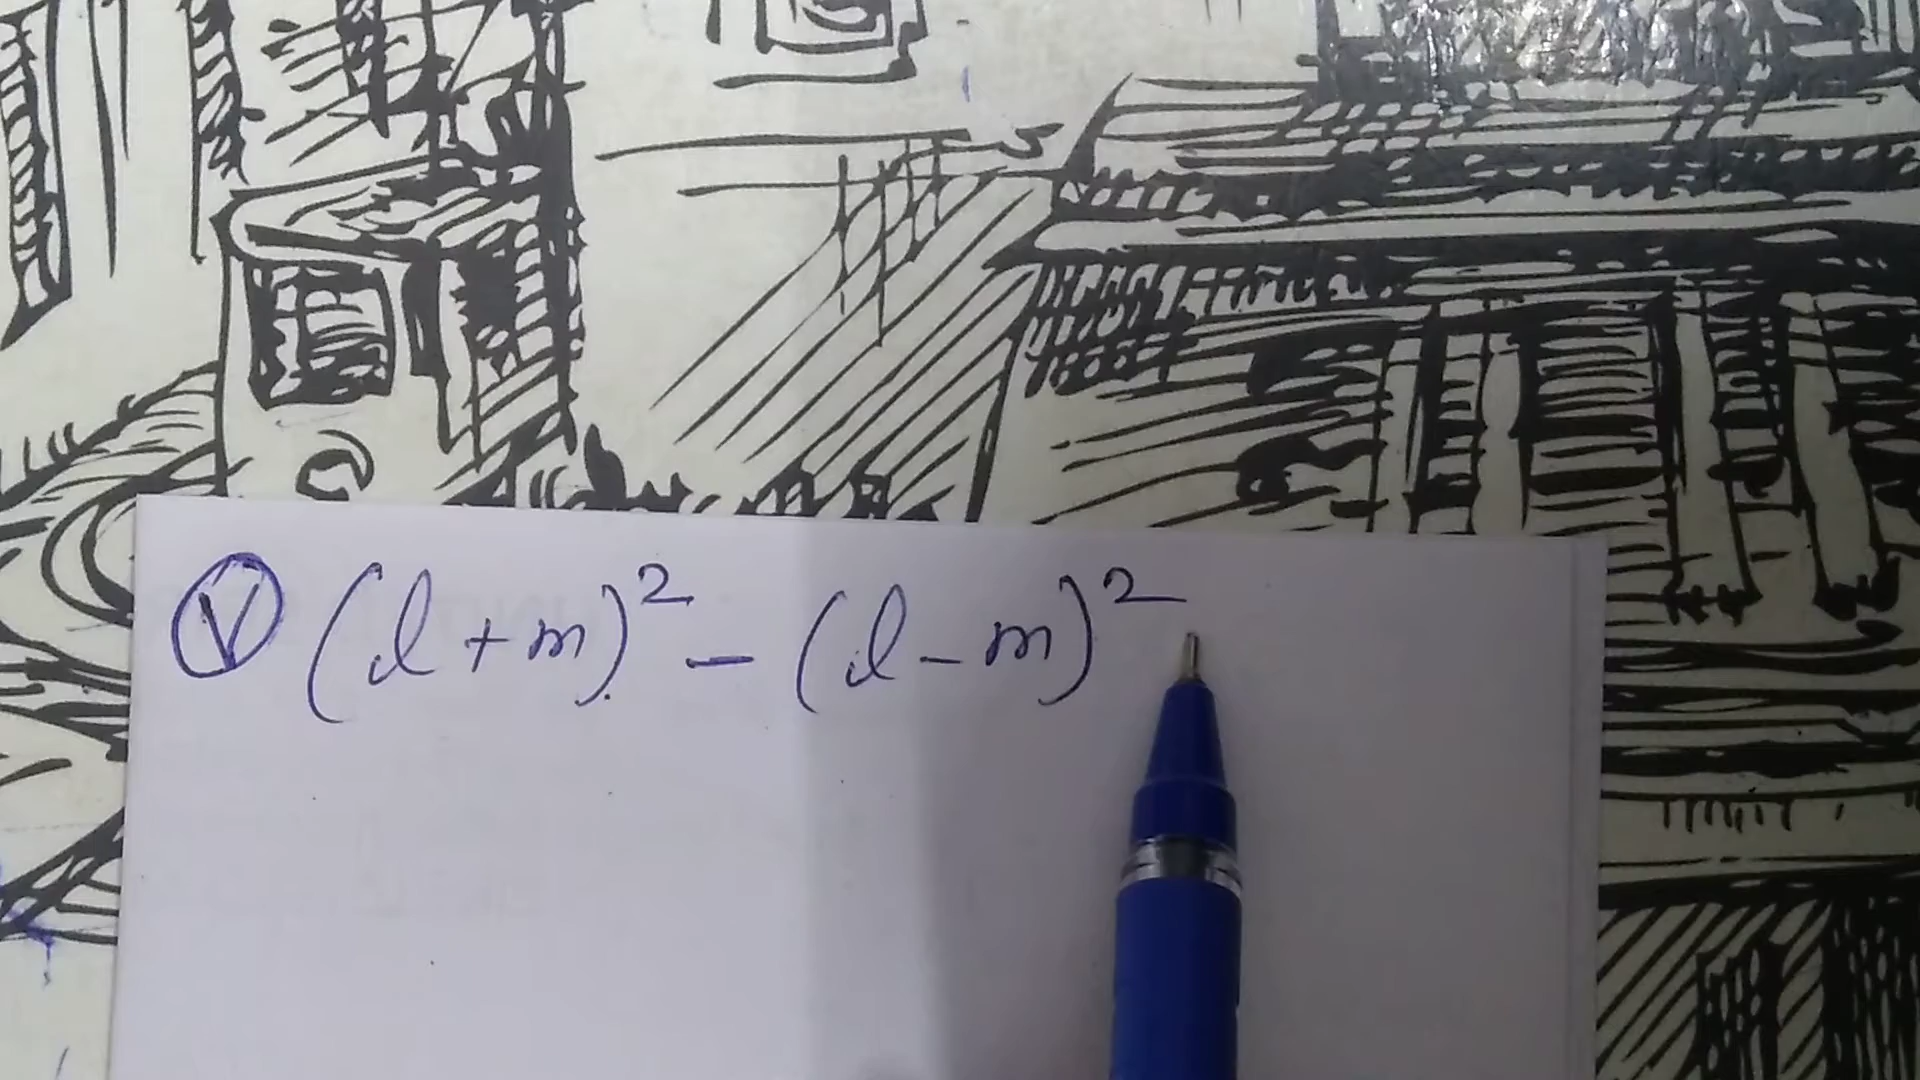 Ⓥ (l + m)² - (l - m)²